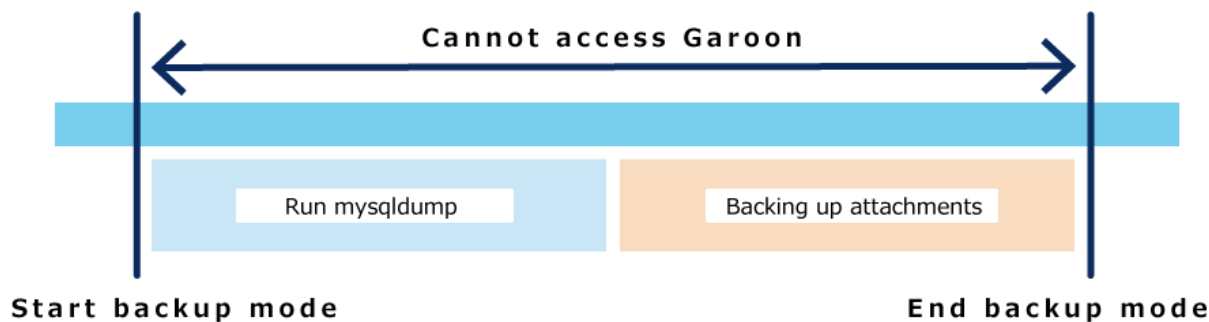 Cannot access Garoon
Run mysqldump
Backing up attachments
Start backup mode
End backup mode